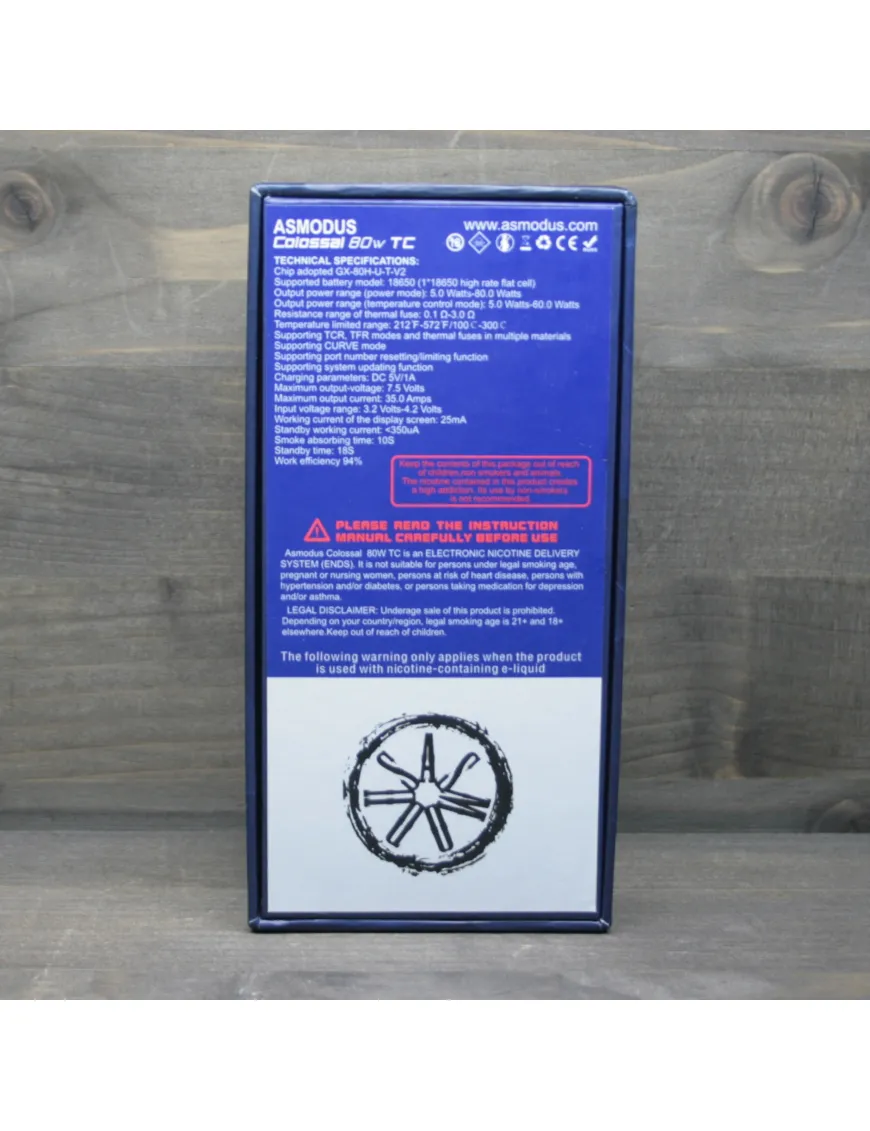 ASMODUS
Colossal 80w TC
www.asmodus.com
18
CE
TECHNICAL SPECIFICATIONS:
Chip adopted GX-80H-U-T-V2
Supported battery model: 18650 (1*18650 high rate flat cell)
Output power range (power mode): 5.0 Watts-80.0 Watts
Output power range (temperature control mode): 5.0 Watts-60.0 Watts
Resistance range of thermal fuse: 0.1 Ω-3.0 Ω
Temperature limited range: 212℉-572℉/100℃-300℃
Supporting TCR, TFR modes and thermal fuses in multiple materials
Supporting CURVE mode
Supporting port number resetting/limiting function
Supporting system updating function
Charging parameters: DC 5V/1A
Maximum output-voltage: 7.5 Volts
Maximum output current: 35.0 Amps
Input voltage range: 3.2 Volts-4.2 Volts
Working current of the display screen: 25mA
Standby working current: <350uA
Smoke absorbing time: 10S
Standby time: 18S
Work efficiency 94%
Keep the contents of this package out of reach
of children,non smokers and animals.
The nicotine contained in this product creates
a high addiction. Its use by non-smokers
is not recommended.
PLEASE READ THE INSTRUCTION
MANUAL CAREFULLY BEFORE USE
Asmodus Colossal 80W TC is an ELECTRONIC NICOTINE DELIVERY
SYSTEM (ENDS). It is not suitable for persons under legal smoking age,
pregnant or nursing women, persons at risk of heart disease, persons with
hypertension and/or diabetes, or persons taking medication for depression
and/or asthma.
LEGAL DISCLAIMER: Underage sale of this product is prohibited.
Depending on your country/region, legal smoking age is 21+ and 18+
elsewhere.Keep out of reach of children.
The following warning only applies when the product
is used with nicotine-containing e-liquid